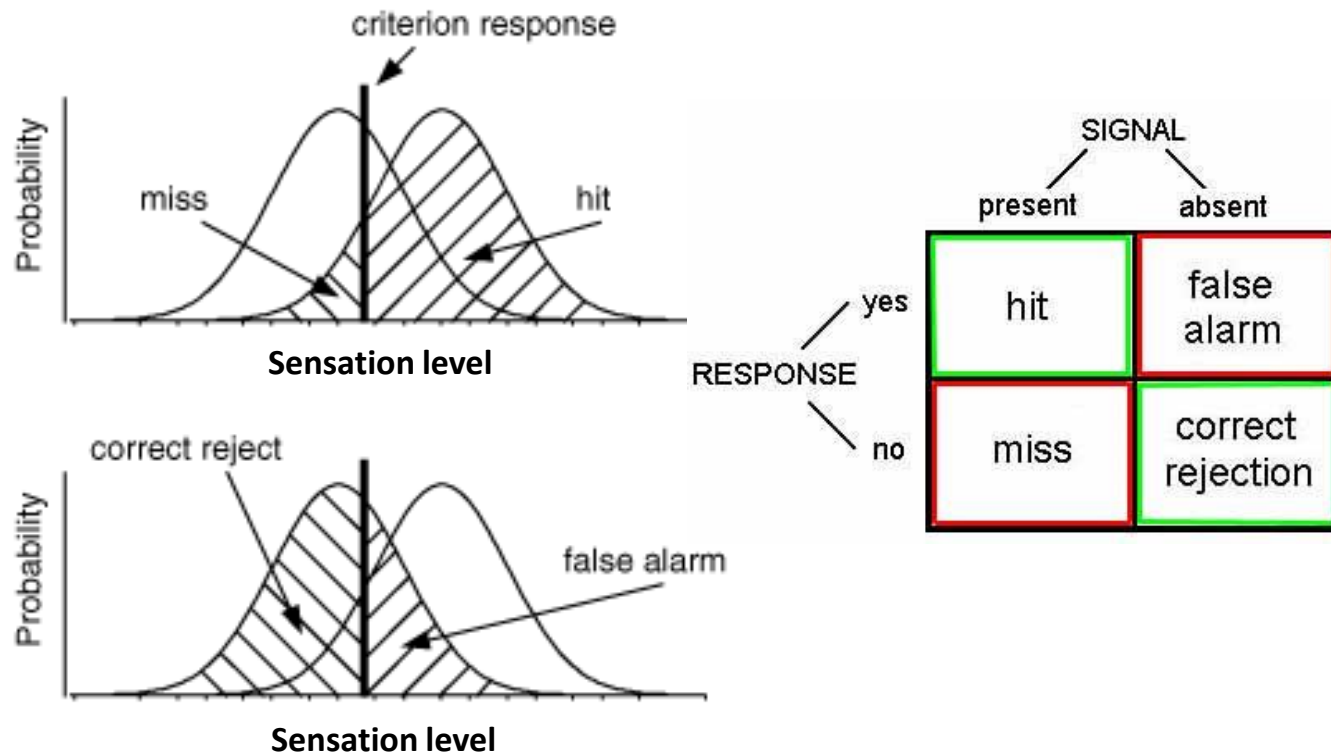 criterion response
Probability
miss
hit
Sensation level
correct reject
Probability
false alarm
Sensation level
SIGNAL
present
absent
RESPONSE
yes
no
hit
false
alarm
miss
correct
rejection